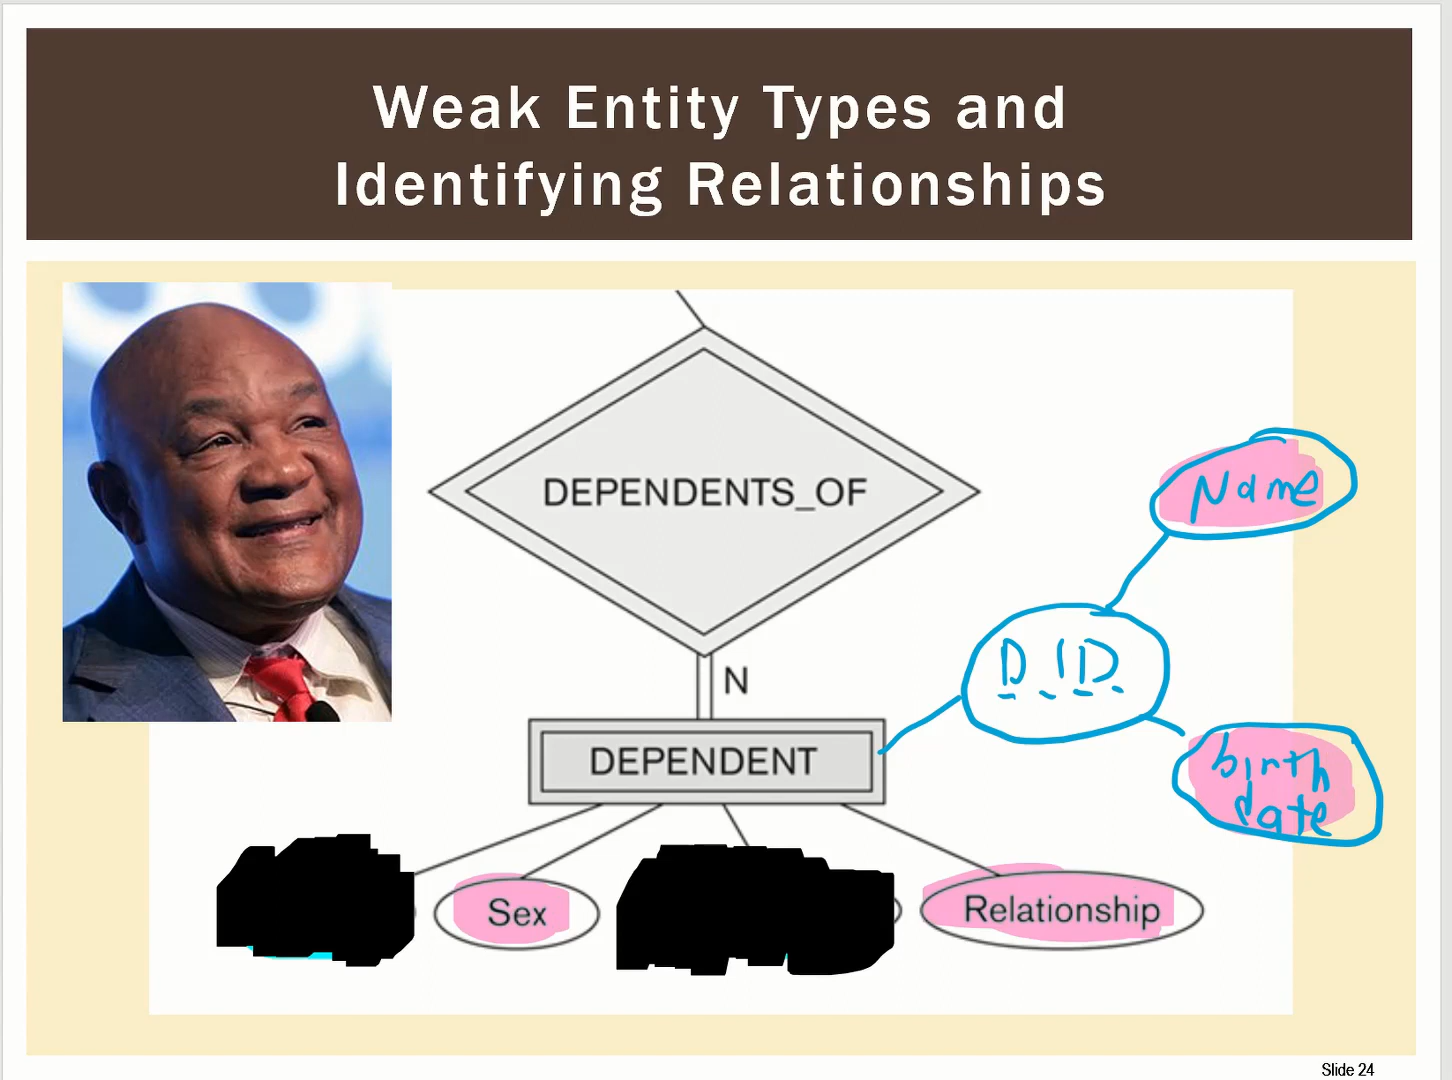 Weak Entity Types and
Identifying Relationships
DEPENDENTS_OF
Name
D ID
N
DEPENDENT
birth
date
Sex
Relationship
Slide 24